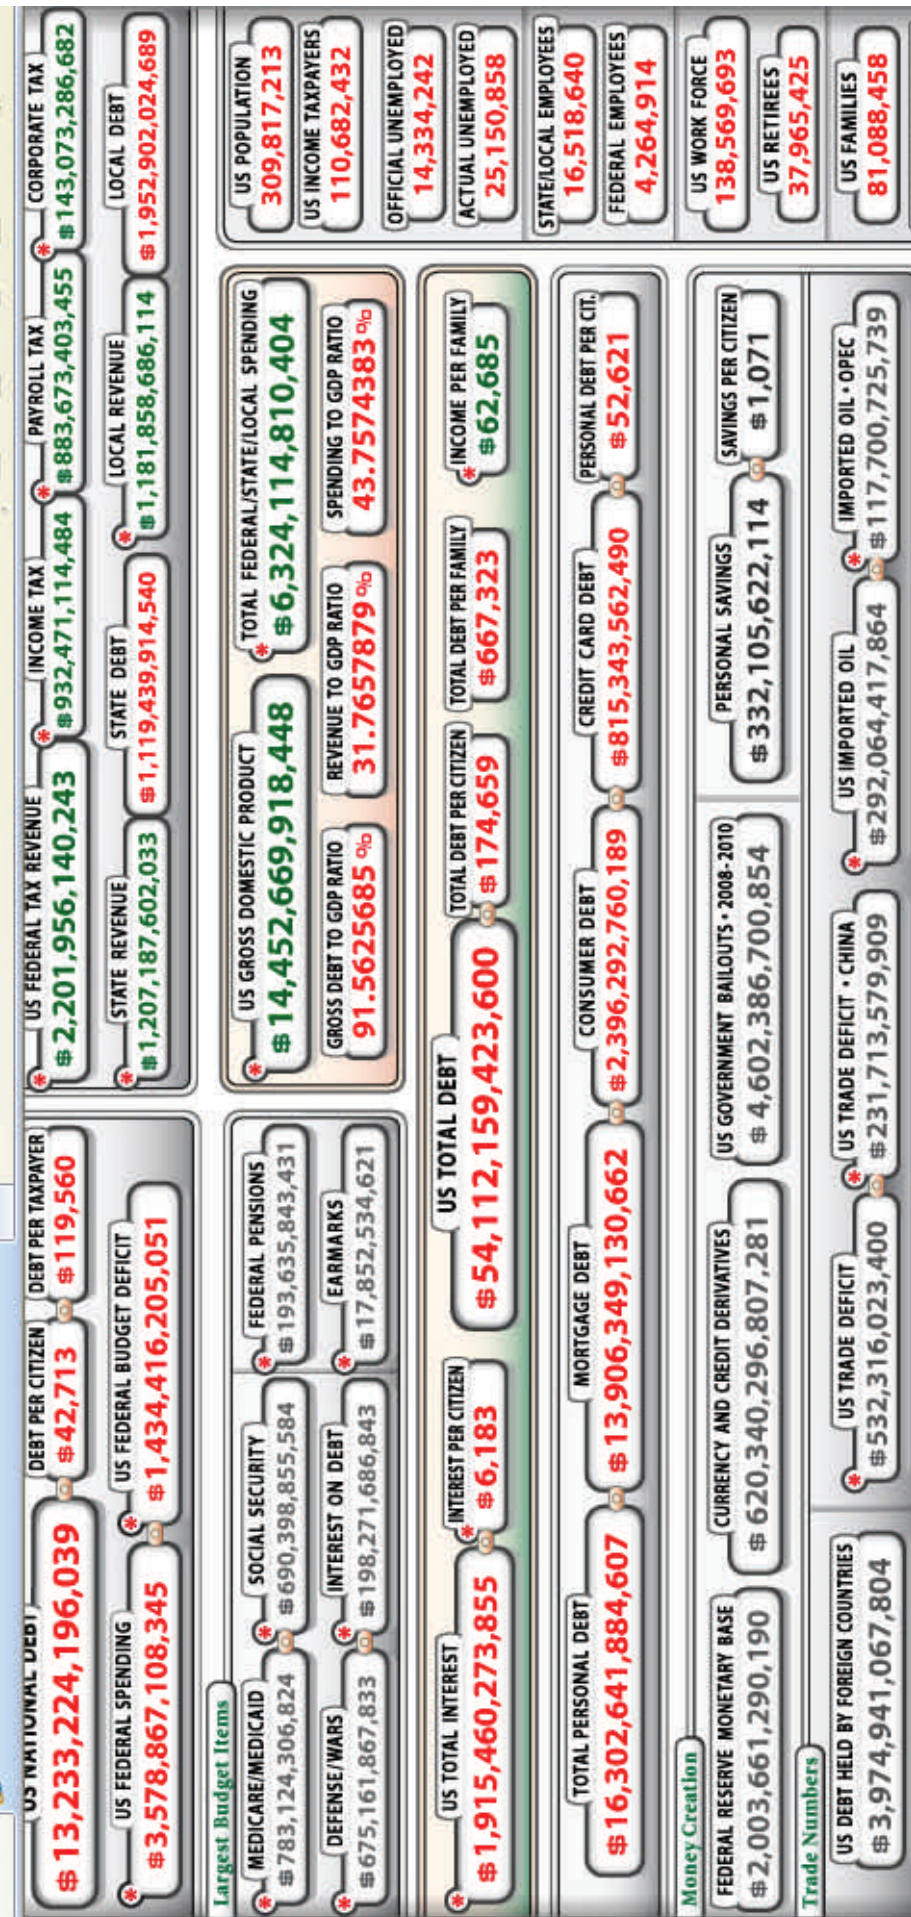 US NATIONAL DEBT
$13,233,224,196,039
DEBT PER CITIZEN
$42,713
DEBT PER TAXPAYER
$119,560
US FEDERAL TAX REVENUE
$2,201,956,140,243
INCOME TAX
$932,471,114,484
PAYROLL TAX
$883,673,403,455
CORPORATE TAX
$143,073,286,682
US FEDERAL SPENDING
$3,578,867,108,345
US FEDERAL BUDGET DEFICIT
$1,434,416,205,051
STATE REVENUE
$1,207,187,602,033
STATE DEBT
$1,119,439,914,540
LOCAL REVENUE
$1,181,858,686,114
LOCAL DEBT
$1,952,902,024,689
Largest Budget Items
MEDICARE/MEDICAID
$783,124,306,824
SOCIAL SECURITY
$690,398,855,584
FEDERAL PENSIONS
$193,635,843,431
DEFENSE/WARS
$675,161,867,833
INTEREST ON DEBT
$198,271,686,843
EARMARKS
$17,852,534,621
US GROSS DOMESTIC PRODUCT
$14,452,669,918,448
TOTAL FEDERAL/STATE/LOCAL SPENDING
$6,324,114,810,404
GROSS DEBT TO GDP RATIO
91.5625685%
REVENUE TO GDP RATIO
31.7657879%
SPENDING TO GDP RATIO
43.7574383%
US POPULATION
309,817,213
US INCOME TAXPAYERS
110,682,432
OFFICIAL UNEMPLOYED
14,334,242
ACTUAL UNEMPLOYED
25,150,858
STATE/LOCAL EMPLOYEES
16,518,640
FEDERAL EMPLOYEES
4,264,914
US WORK FORCE
138,569,693
US RETIREES
37,965,425
US FAMILIES
81,088,458
US TOTAL INTEREST
$1,915,460,273,855
INTEREST PER CITIZEN
$6,183
US TOTAL DEBT
$54,112,159,423,600
TOTAL DEBT PER CITIZEN
$174,659
TOTAL DEBT PER FAMILY
$667,323
INCOME PER FAMILY
$62,685
TOTAL PERSONAL DEBT
$16,302,641,884,607
MORTGAGE DEBT
$13,906,349,130,662
CONSUMER DEBT
$2,396,292,760,189
CREDIT CARD DEBT
$815,343,562,490
PERSONAL DEBT PER CIT.
$52,621
Money Creation
FEDERAL RESERVE MONETARY BASE
$2,003,661,290,190
CURRENCY AND CREDIT DERIVATIVES
$620,340,296,807,281
US GOVERNMENT BAILOUTS • 2008-2010
$4,602,386,700,854
PERSONAL SAVINGS
$332,105,622,114
SAVINGS PER CITIZEN
$1,071
Trade Numbers
US DEBT HELD BY FOREIGN COUNTRIES
$3,974,941,067,804
US TRADE DEFICIT
$532,316,023,400
US TRADE DEFICIT • CHINA
$231,713,579,909
US IMPORTED OIL
$292,064,417,864
IMPORTED OIL • OPEC
$117,700,725,739